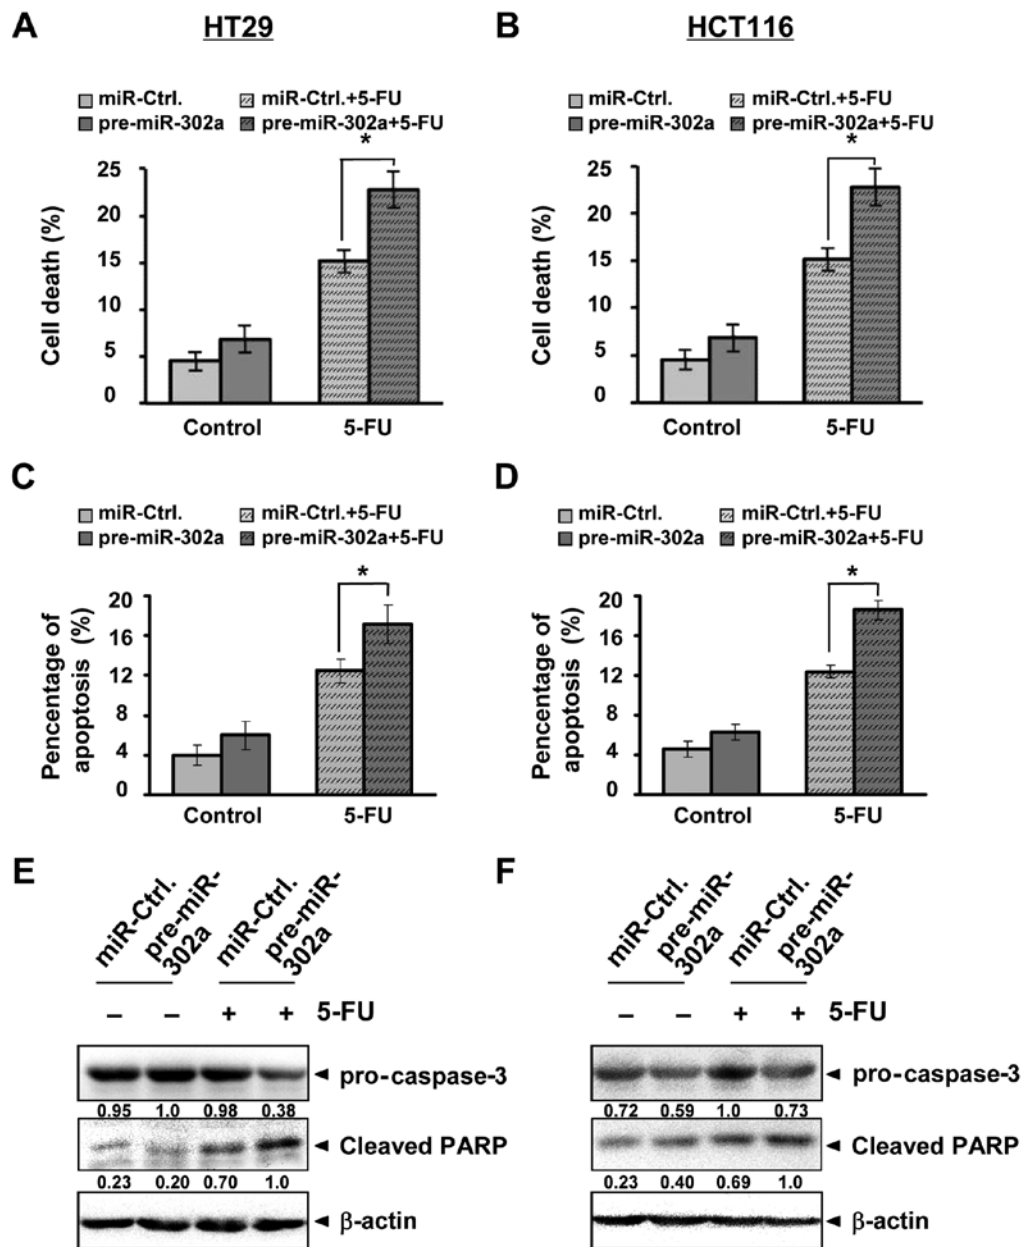 A
HT29
miR-Ctrl.
miR-Ctrl.+5-FU
pre-miR-302a
pre-miR-302a+5-FU
*
25
20
15
10
5
0
Cell death (%)
Control
5-FU
B
HCT116
miR-Ctrl.
miR-Ctrl.+5-FU
pre-miR-302a
pre-miR-302a+5-FU
*
25
20
15
10
5
0
Cell death (%)
Control
5-FU
C
miR-Ctrl.
miR-Ctrl.+5-FU
pre-miR-302a
pre-miR-302a+5-FU
*
20
16
12
8
4
0
Pencentage of
apoptosis (%)
Control
5-FU
D
miR-Ctrl.
miR-Ctrl.+5-FU
pre-miR-302a
pre-miR-302a+5-FU
*
20
16
12
8
4
0
Pencentage of
apoptosis (%)
Control
5-FU
E
miR-Ctrl.
pre-miR-
302a
miR-Ctrl.
pre-miR-
302a
– – + + 5-FU
pro-caspase-3
0.95 1.0 0.98 0.38
Cleaved PARP
0.23 0.20 0.70 1.0
β-actin
F
miR-Ctrl.
pre-miR-
302a
miR-Ctrl.
pre-miR-
302a
– – + + 5-FU
pro-caspase-3
0.72 0.59 1.0 0.73
Cleaved PARP
0.23 0.40 0.69 1.0
β-actin